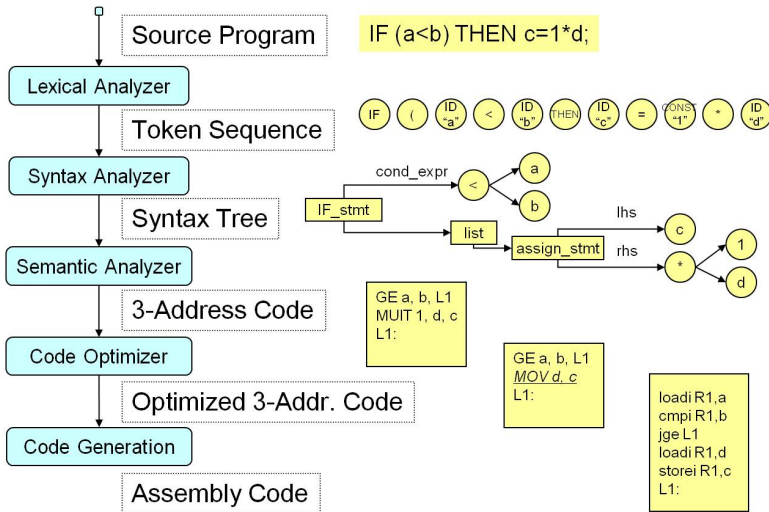 Source Program
IF (a<b) THEN c=1*d;
Lexical Analyzer
Token Sequence
IF
(
ID
"a"
<
ID
"b"
THEN
ID
"c"
=
CONST
"1"
*
ID
"d"
Syntax Analyzer
Syntax Tree
cond_expr
<
a
b
IF_stmt
list
assign_stmt
lhs
c
rhs
*
1
d
Semantic Analyzer
3-Address Code
GE a, b, L1
MUIT 1, d, c
L1:
Code Optimizer
Optimized 3-Addr. Code
GE a, b, L1
MOV d, c
L1:
Code Generation
Assembly Code
loadi R1,a
cmpi R1,b
jge L1
loadi R1,d
storei R1,c
L1: